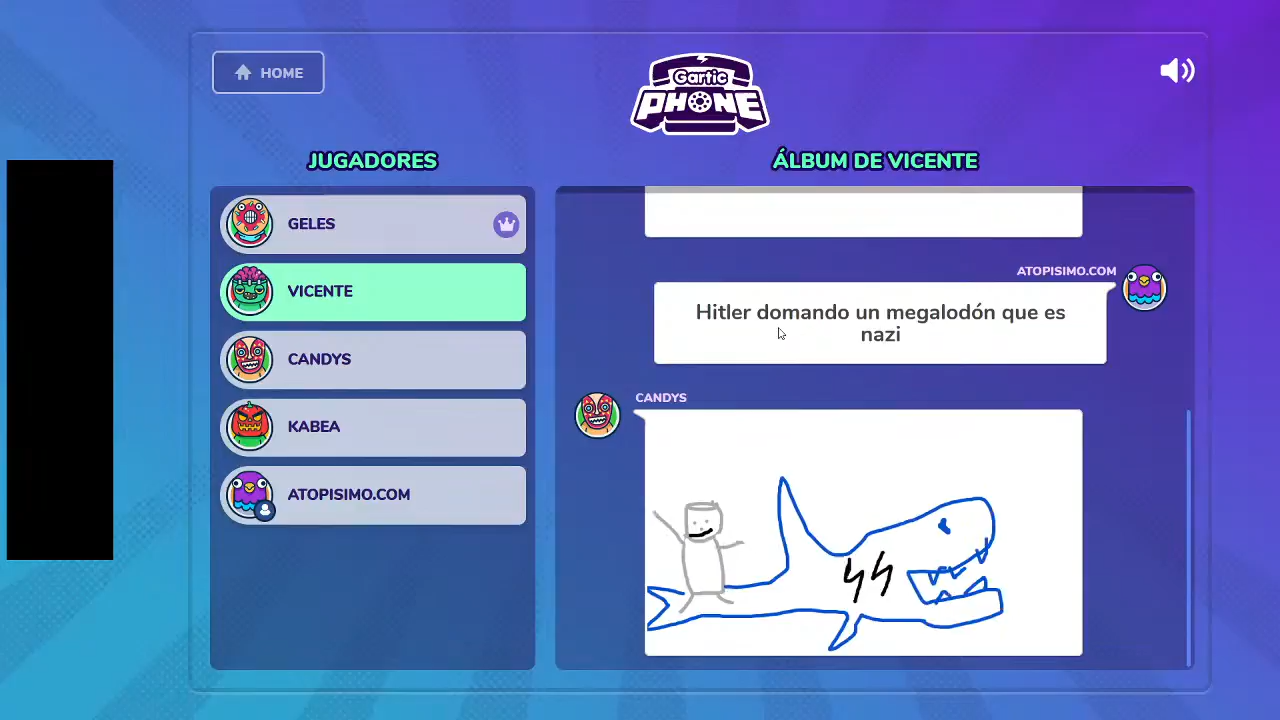 HOME
Gartic
PHONE
JUGADORES
ÁLBUM DE VICENTE
GELES
VICENTE
CANDYS
KABEA
ATOPISIMO.COM
ATOPISIMO.COM
Hitler domando un megalodón que es
nazi
CANDYS